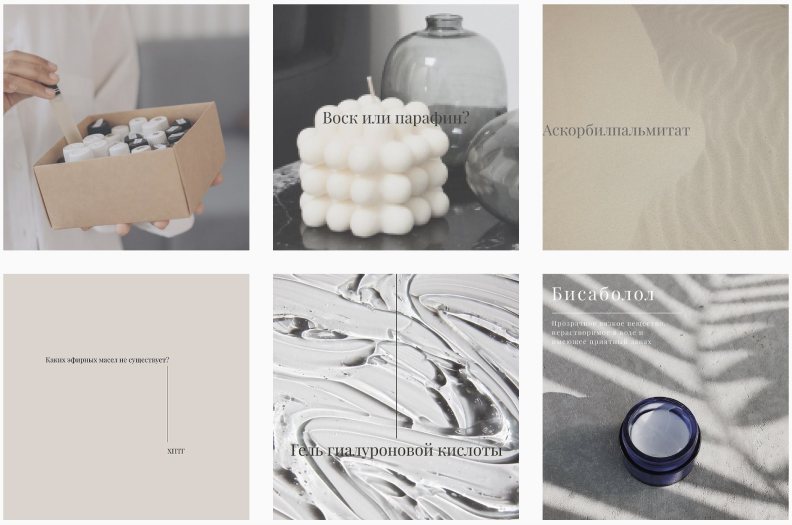 Воск или парафин?
Аскорбилпальмитат
Каких эфирных масел не существует?
ХПТГ
Гель гиалуроновой кислоты
Бисаболол
Прозрачное вязкое вещество,
нерастворимое в воде и
имеющее приятный запах